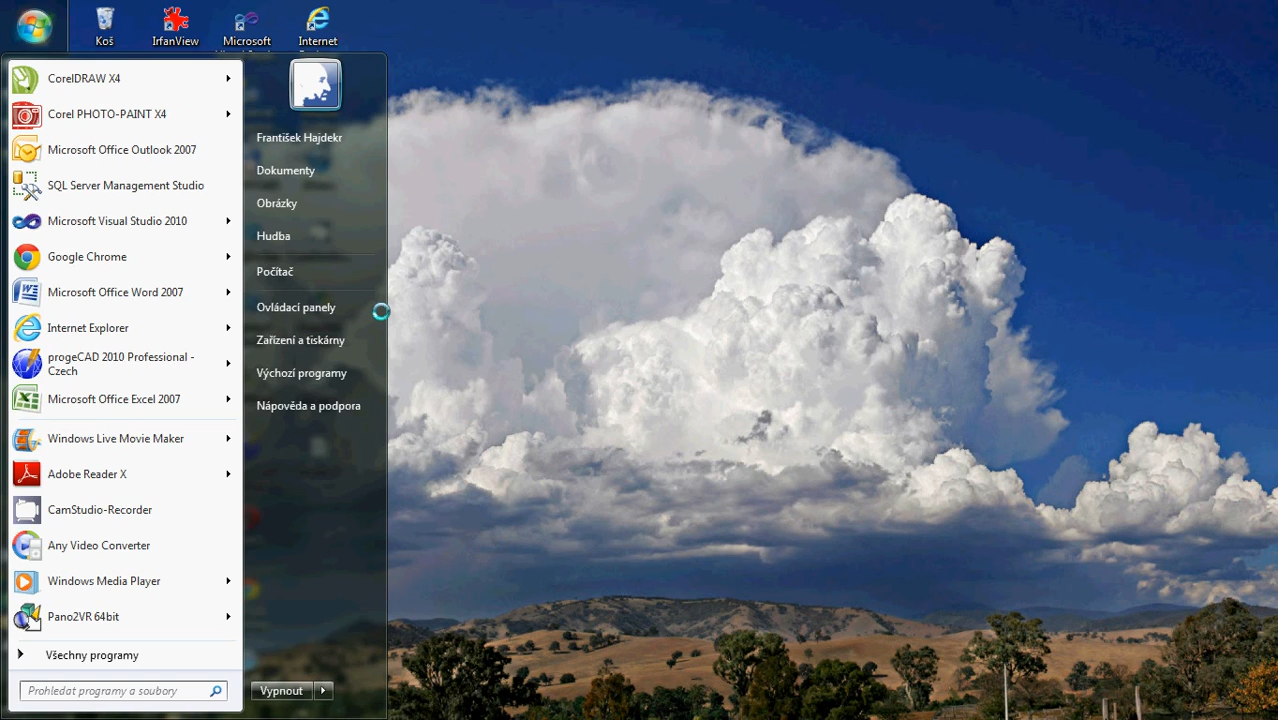 Koš
IrfanView
Microsoft
Internet
CorelDRAW X4
Corel PHOTO-PAINT X4
Microsoft Office Outlook 2007
SQL Server Management Studio
Microsoft Visual Studio 2010
Google Chrome
Microsoft Office Word 2007
Internet Explorer
progeCAD 2010 Professional -
Czech
Microsoft Office Excel 2007
Windows Live Movie Maker
Adobe Reader X
CamStudio-Recorder
Any Video Converter
Windows Media Player
Pano2VR 64bit
Všechny programy
Prohledat programy a soubory
František Hajdekr
Dokumenty
Obrázky
Hudba
Počítač
Ovládací panely
Zařízení a tiskárny
Výchozí programy
Nápověda a podpora
Vypnout